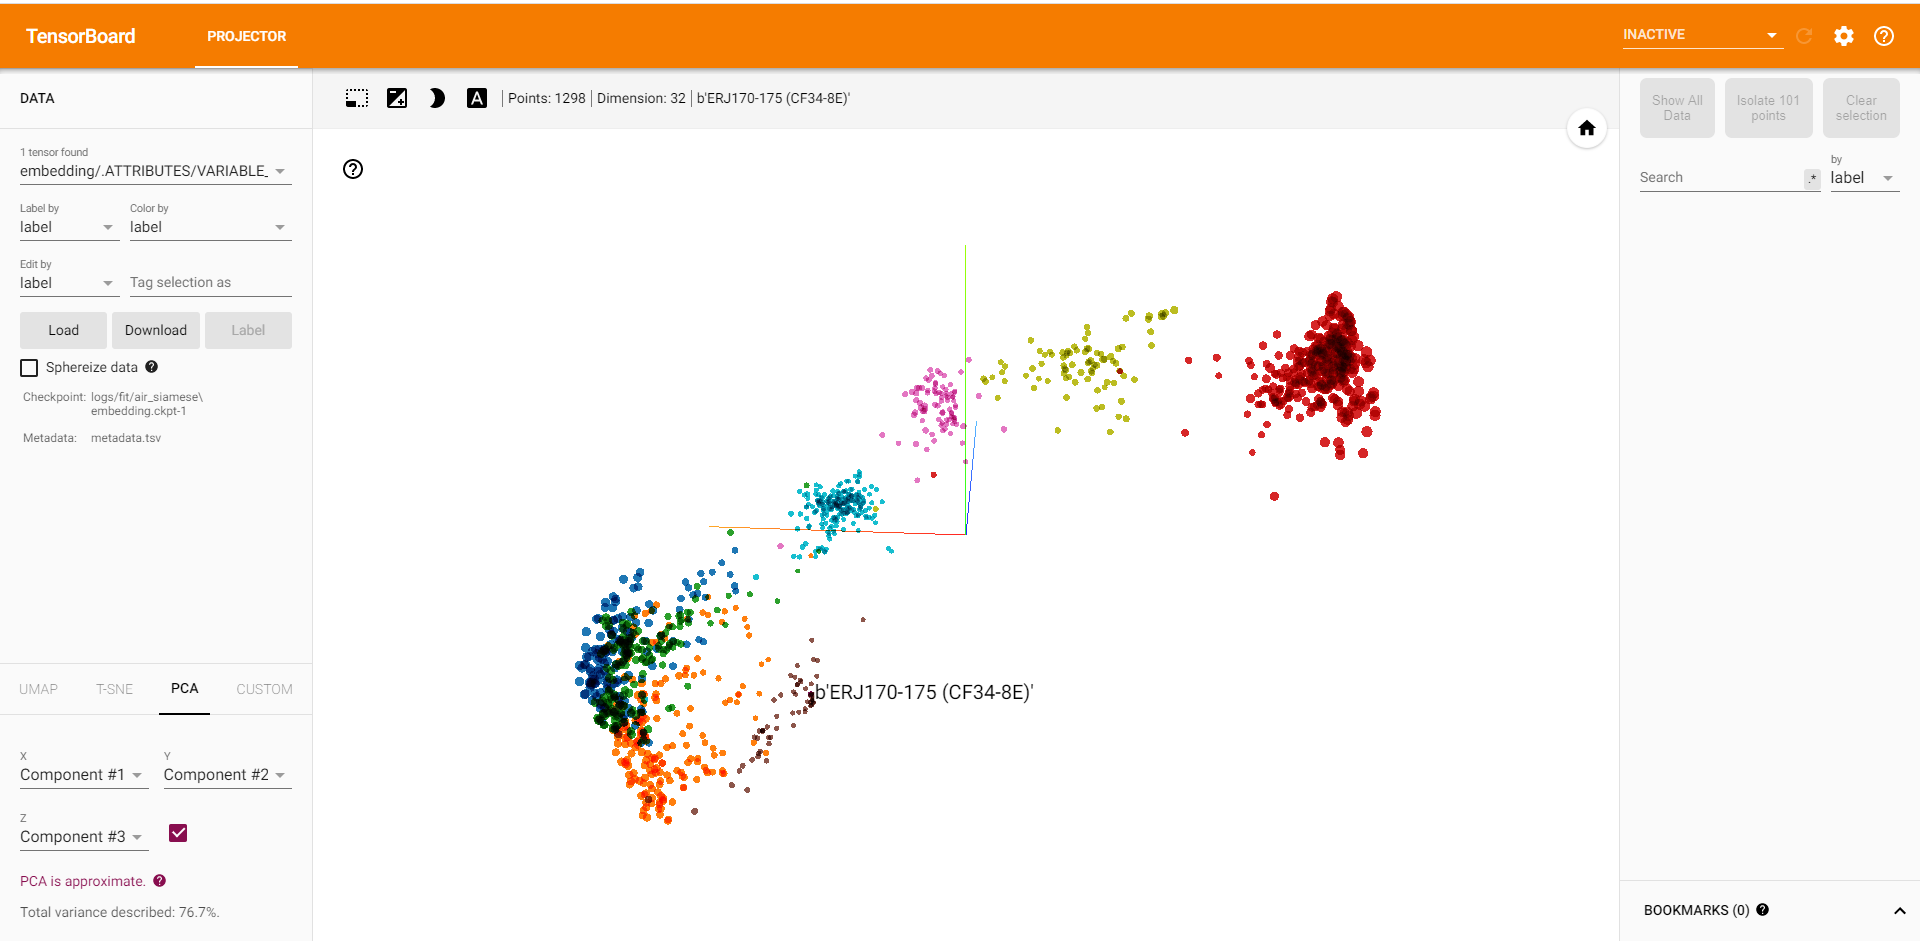 TensorBoard
PROJECTOR
INACTIVE
DATA
Points: 1298 | Dimension: 32 | b'ERJ170-175 (CF34-8E)'
Show All Data
Isolate 101 points
Clear selection
1 tensor found
embedding/.ATTRIBUTES/VARIABLE_
Label by
Color by
label
label
Edit by
label
Tag selection as
Load
Download
Label
Sphereize data
Checkpoint: logs/fit/air_siamese\
embedding.ckpt-1
Metadata: metadata.tsv
Search
.*
by
label
b'ERJ170-175 (CF34-8E)'
UMAP
T-SNE
PCA
CUSTOM
X
Component #1
Y
Component #2
Z
Component #3
PCA is approximate.
Total variance described: 76.7%.
BOOKMARKS (0)